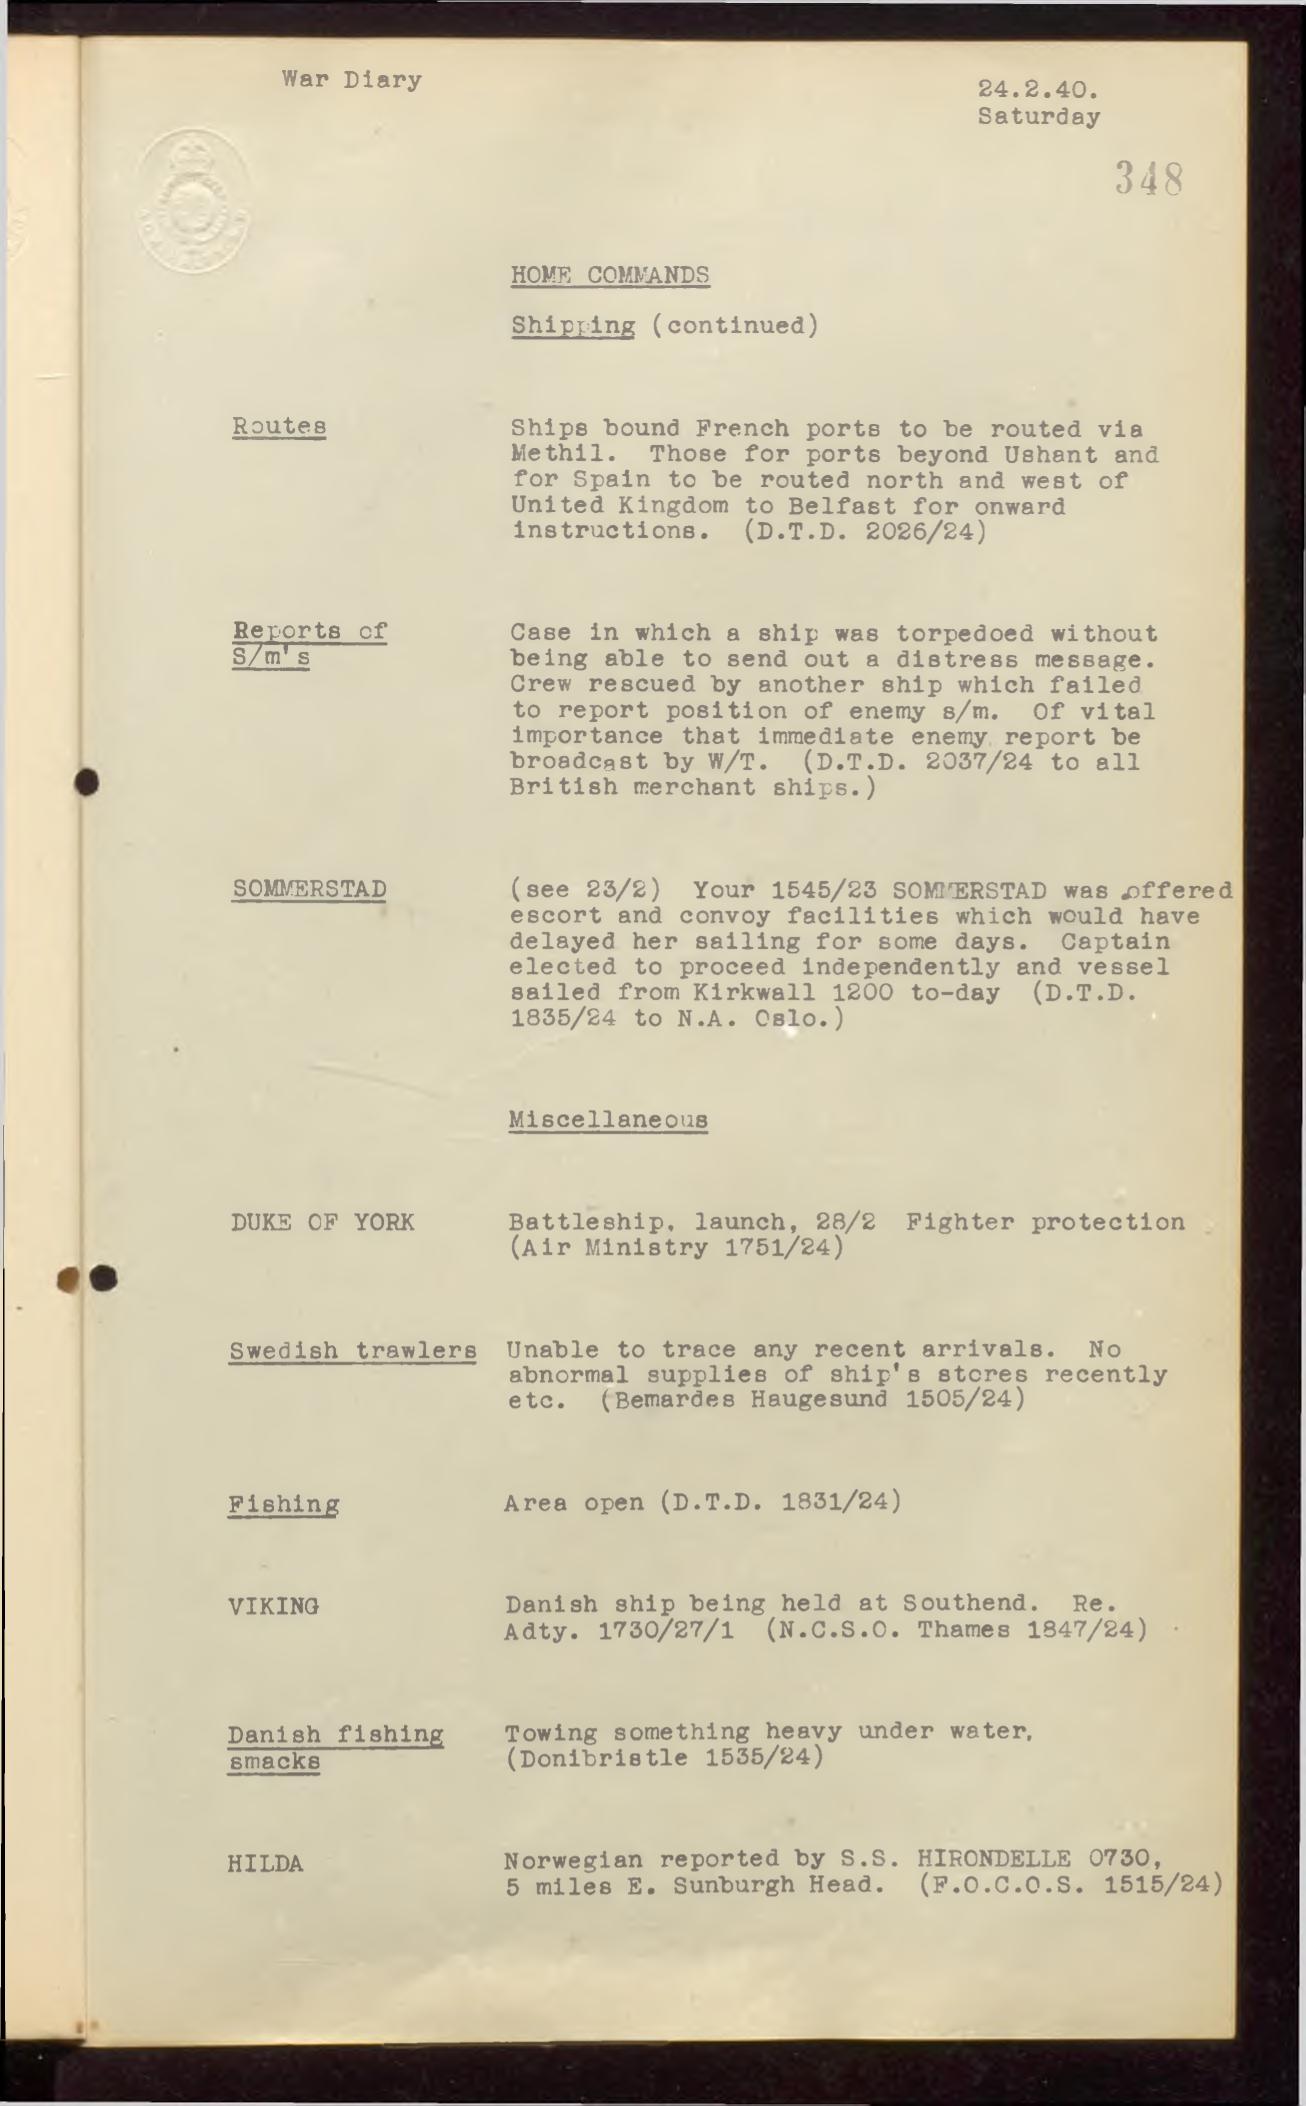 War Diary
24.2.40.
Saturday
348
HOME COMMANDS
Shipping (continued)
Routes
Ships bound French ports to be routed via
Methil. Those for ports beyond Ushant and
for Spain to be routed north and west of
United Kingdom to Belfast for onward
instructions. (D.T.D. 2026/24)
Reports of
S/m's
Case in which a ship was torpedoed without
being able to send out a distress message.
Crew rescued by another ship which failed
to report position of enemy s/m. Of vital
importance that immediate enemy report be
broadcast by W/T. (D.T.D. 2037/24 to all
British merchant ships.)
SOMMERSTAD
(see 23/2) Your 1545/23 SOMMERSTAD was offered
escort and convoy facilities which would have
delayed her sailing for some days. Captain
elected to proceed independently and vessel
sailed from Kirkwall 1200 to-day (D.T.D.
1835/24 to N.A. Oslo.)
Miscellaneous
DUKE OF YORK
Battleship, launch, 28/2 Fighter protection
(Air Ministry 1751/24)
Swedish trawlers
Unable to trace any recent arrivals. No
abnormal supplies of ship's stores recently
etc. (Bemardes Haugesund 1505/24)
Fishing
Area open (D.T.D. 1831/24)
VIKING
Danish ship being held at Southend. Re.
Adty. 1730/27/1 (N.C.S.O. Thames 1847/24)
Danish fishing
smacks
Towing something heavy under water,
(Donibristle 1535/24)
HILDA
Norwegian reported by S.S. HIRONDELLE 0730,
5 miles E. Sunburgh Head. (F.O.C.O.S. 1515/24)